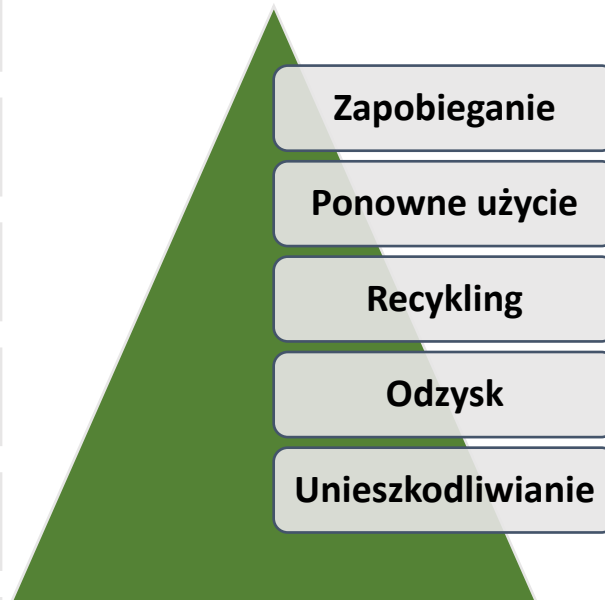 Zapobieganie
Ponowne użycie
Recykling
Odzysk
Unieszkodliwianie